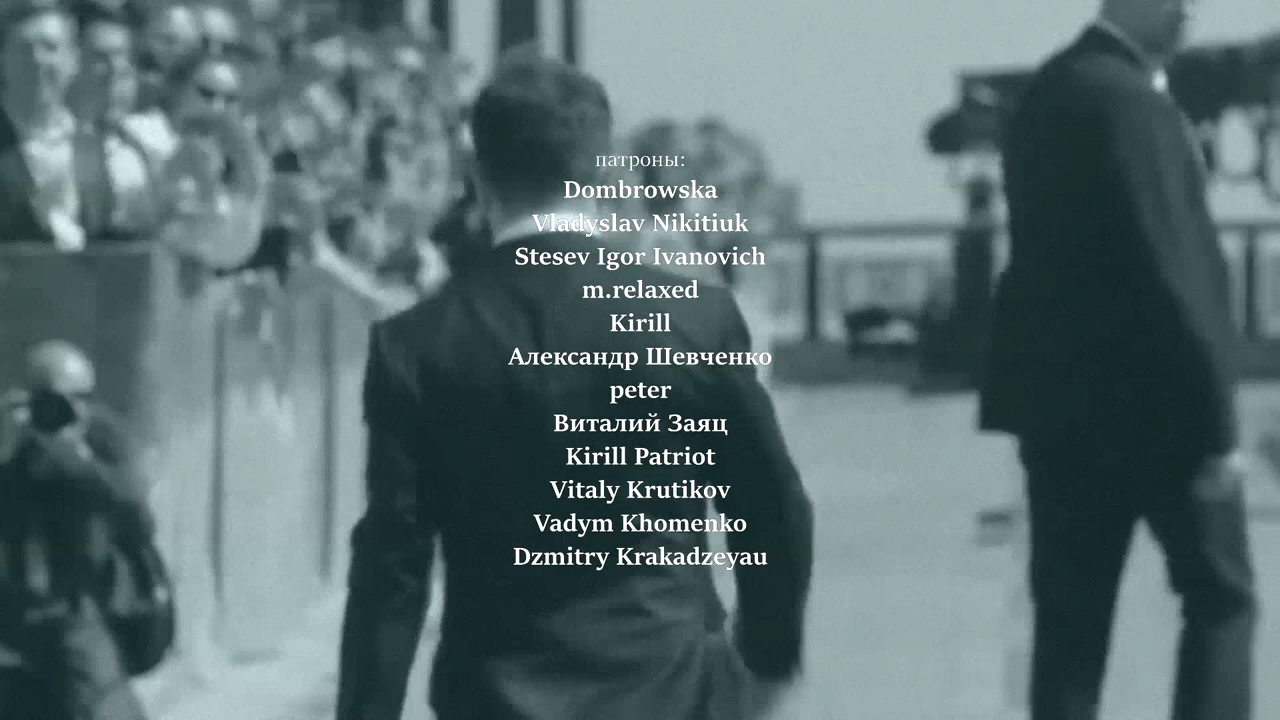 патроны:
Dombrowska
Vladyslav Nikitiuk
Stesev Igor Ivanovich
m.relaxed
Kirill
Александр Шевченко
peter
Виталий Заяц
Kirill Patriot
Vitaly Krutikov
Vadym Khomenko
Dzmitry Krakadzeyau